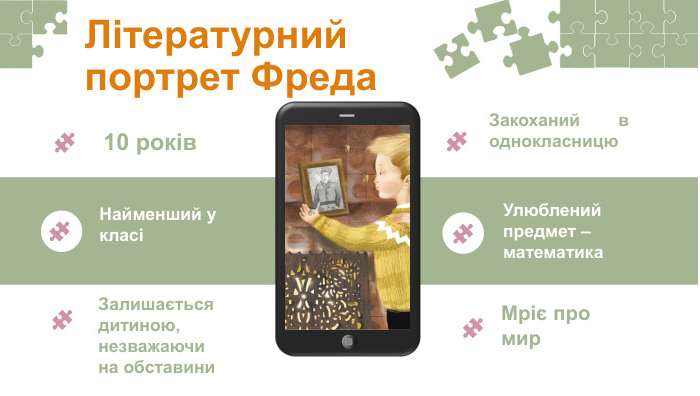 Літературний
портрет Фреда
10 років
Найменший у
класі
Залишається
дитиною,
незважаючи
на обставини
Закоханий в
однокласницю
Улюблений
предмет –
математика
Мріє про
мир